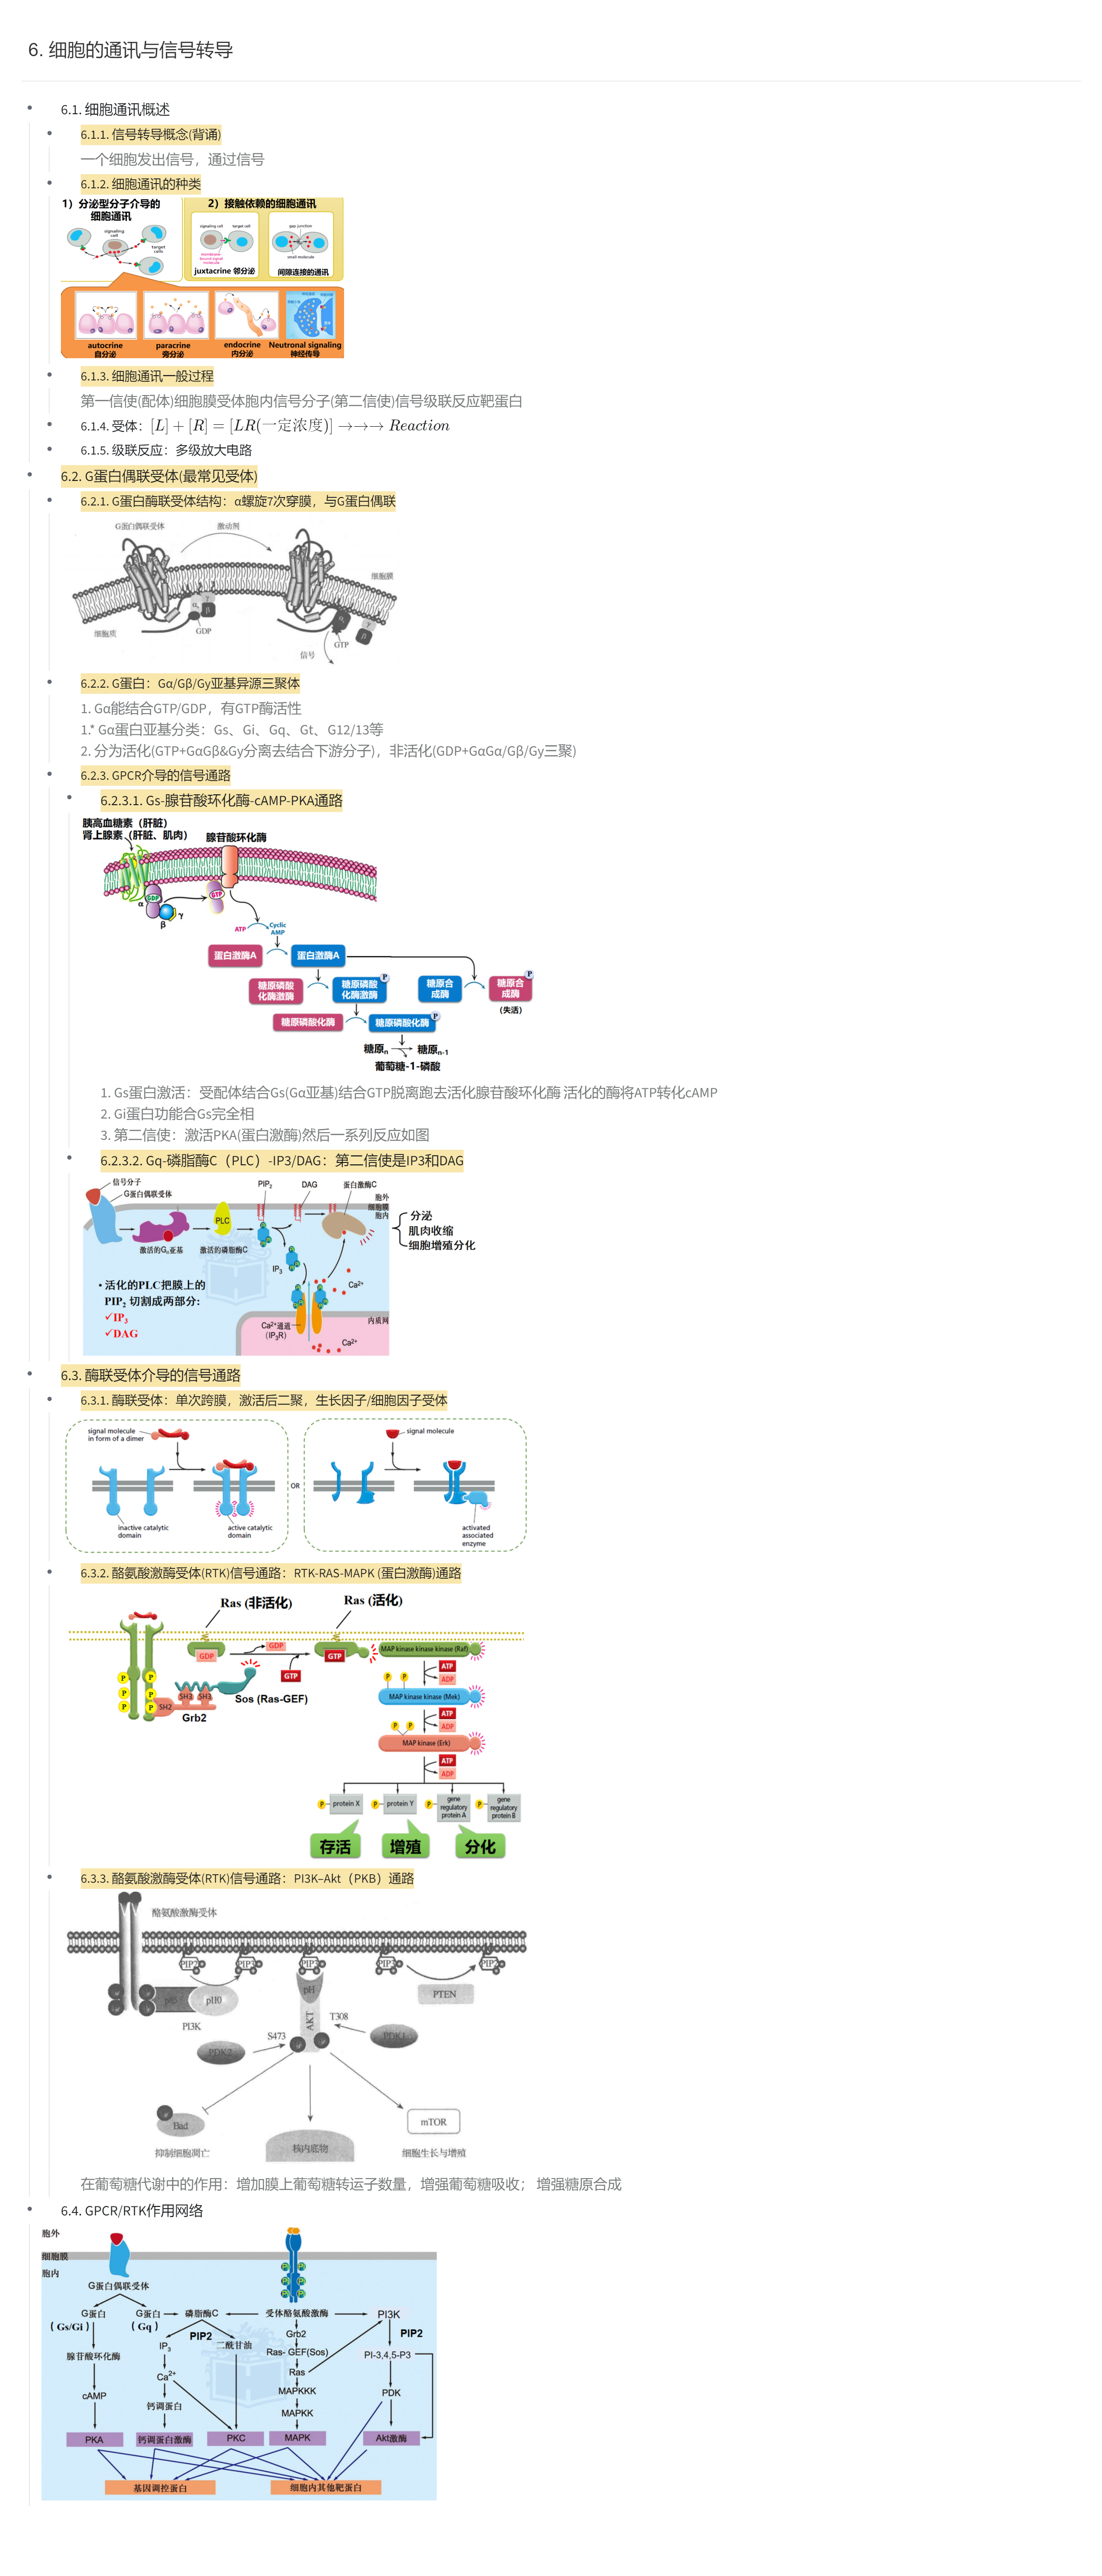 6. 细胞的通讯与信号转导
6.1. 细胞通讯概述
6.1.1. 信号转导概念(背诵)
一个细胞发出信号，通过信号
6.1.2. 细胞通讯的种类
1）分泌型分子介导的
细胞通讯
signaling
cell
target
cells
2）接触依赖的细胞通讯
signaling cell
target cell
membrane-
bound signal
molecule
juxtacrine 邻分泌
gap junction
small molecule
间隙连接的通讯
autocrine
自分泌
paracrine
旁分泌
endocrine
内分泌
Neutronal signaling
神经传导
6.1.3. 细胞通讯一般过程
第一信使(配体)细胞膜受体胞内信号分子(第二信使)信号级联反应靶蛋白
6.1.4. 受体：[L] + [R] = [LR(一定浓度)] →→→ Reaction
6.1.5. 级联反应：多级放大电路
6.2. G蛋白偶联受体(最常见受体)
6.2.1. G蛋白酶联受体结构：α螺旋7次穿膜，与G蛋白偶联
G蛋白偶联受体
激动剂
细胞膜
αs
γ
β
GDP
细胞质
αs
γ
β
GTP
信号
6.2.2. G蛋白：Gα/Gβ/Gy亚基异源三聚体
1. Gα能结合GTP/GDP，有GTP酶活性
1.* Gα蛋白亚基分类：Gs、Gi、Gq、Gt、G12/13等
2. 分为活化(GTP+GαGβ&Gy分离去结合下游分子)，非活化(GDP+GαGα/Gβ/Gy三聚)
6.2.3. GPCR介导的信号通路
6.2.3.1. Gs-腺苷酸环化酶-cAMP-PKA通路
胰高血糖素（肝脏）
肾上腺素（肝脏、肌肉）
腺苷酸环化酶
GDP
GTP
α
β
γ
ATP
Cyclic
AMP
蛋白激酶A
蛋白激酶A
糖原磷酸
化酶激酶
糖原磷酸
化酶激酶
P
糖原合
成酶
糖原合
成酶
P
（失活）
糖原磷酸化酶
糖原磷酸化酶
P
糖原n
糖原n-1
葡萄糖-1-磷酸
1. Gs蛋白激活：受配体结合Gs(Gα亚基)结合GTP脱离跑去活化腺苷酸环化酶 活化的酶将ATP转化cAMP
2. Gi蛋白功能合Gs完全相
3. 第二信使：激活PKA(蛋白激酶)然后一系列反应如图
6.2.3.2. Gq-磷脂酶C（PLC）-IP3/DAG：第二信使是IP3和DAG
信号分子
G蛋白偶联受体
PIP2
DAG
蛋白激酶C
胞外
细胞膜
胞内
PLC
激活的Gq亚基
激活的磷脂酶C
IP3
Ca2+
分泌
肌肉收缩
细胞增殖分化
• 活化的PLC把膜上的
PIP2 切割成两部分:
✓IP3
✓DAG
Ca2+通道
（IP3R）
内质网
Ca2+
6.3. 酶联受体介导的信号通路
6.3.1. 酶联受体：单次跨膜，激活后二聚，生长因子/细胞因子受体
signal molecule
in form of a dimer
inactive catalytic
domain
active catalytic
domain
OR
signal molecule
activated
associated
enzyme
6.3.2. 酪氨酸激酶受体(RTK)信号通路：RTK-RAS-MAPK (蛋白激酶)通路
Ras (非活化)
Ras (活化)
GDP
GDP
GTP
GTP
MAP kinase kinase kinase (Raf)
P P P P P P
SH2
SH3
SH3
Grb2
Sos (Ras-GEF)
ATP
ADP
P P
MAP kinase kinase (Mek)
ATP
ADP
P P
MAP kinase (Erk)
ATP
ADP
P protein X
P protein Y
P gene
regulatory
protein A
P gene
regulatory
protein B
存活
增殖
分化
6.3.3. 酪氨酸激酶受体(RTK)信号通路：PI3K–Akt（PKB）通路
酪氨酸激酶受体
PIP2
PIP3
PIP3
PIP3
PIP2
p85
p110
PI3K
pH
AKT
PTEN
T308
PDK1
S473
PDK2
Bad
抑制细胞凋亡
核内底物
mTOR
细胞生长与增殖
在葡萄糖代谢中的作用：增加膜上葡萄糖转运子数量，增强葡萄糖吸收； 增强糖原合成
6.4. GPCR/RTK作用网络
胞外
细胞膜
胞内
G蛋白偶联受体
G蛋白
（Gs/Gi）
G蛋白
（Gq）
磷脂酶C
受体酪氨酸激酶
PI3K
PIP2
PIP2
IP3
二酰甘油
Grb2
Ras- GEF(Sos)
PI-3,4,5-P3
腺苷酸环化酶
Ca2+
Ras
MAPKKK
PDK
cAMP
钙调蛋白
MAPKK
PKA
钙调蛋白激酶
PKC
MAPK
Akt激酶
基因调控蛋白
细胞内其他靶蛋白